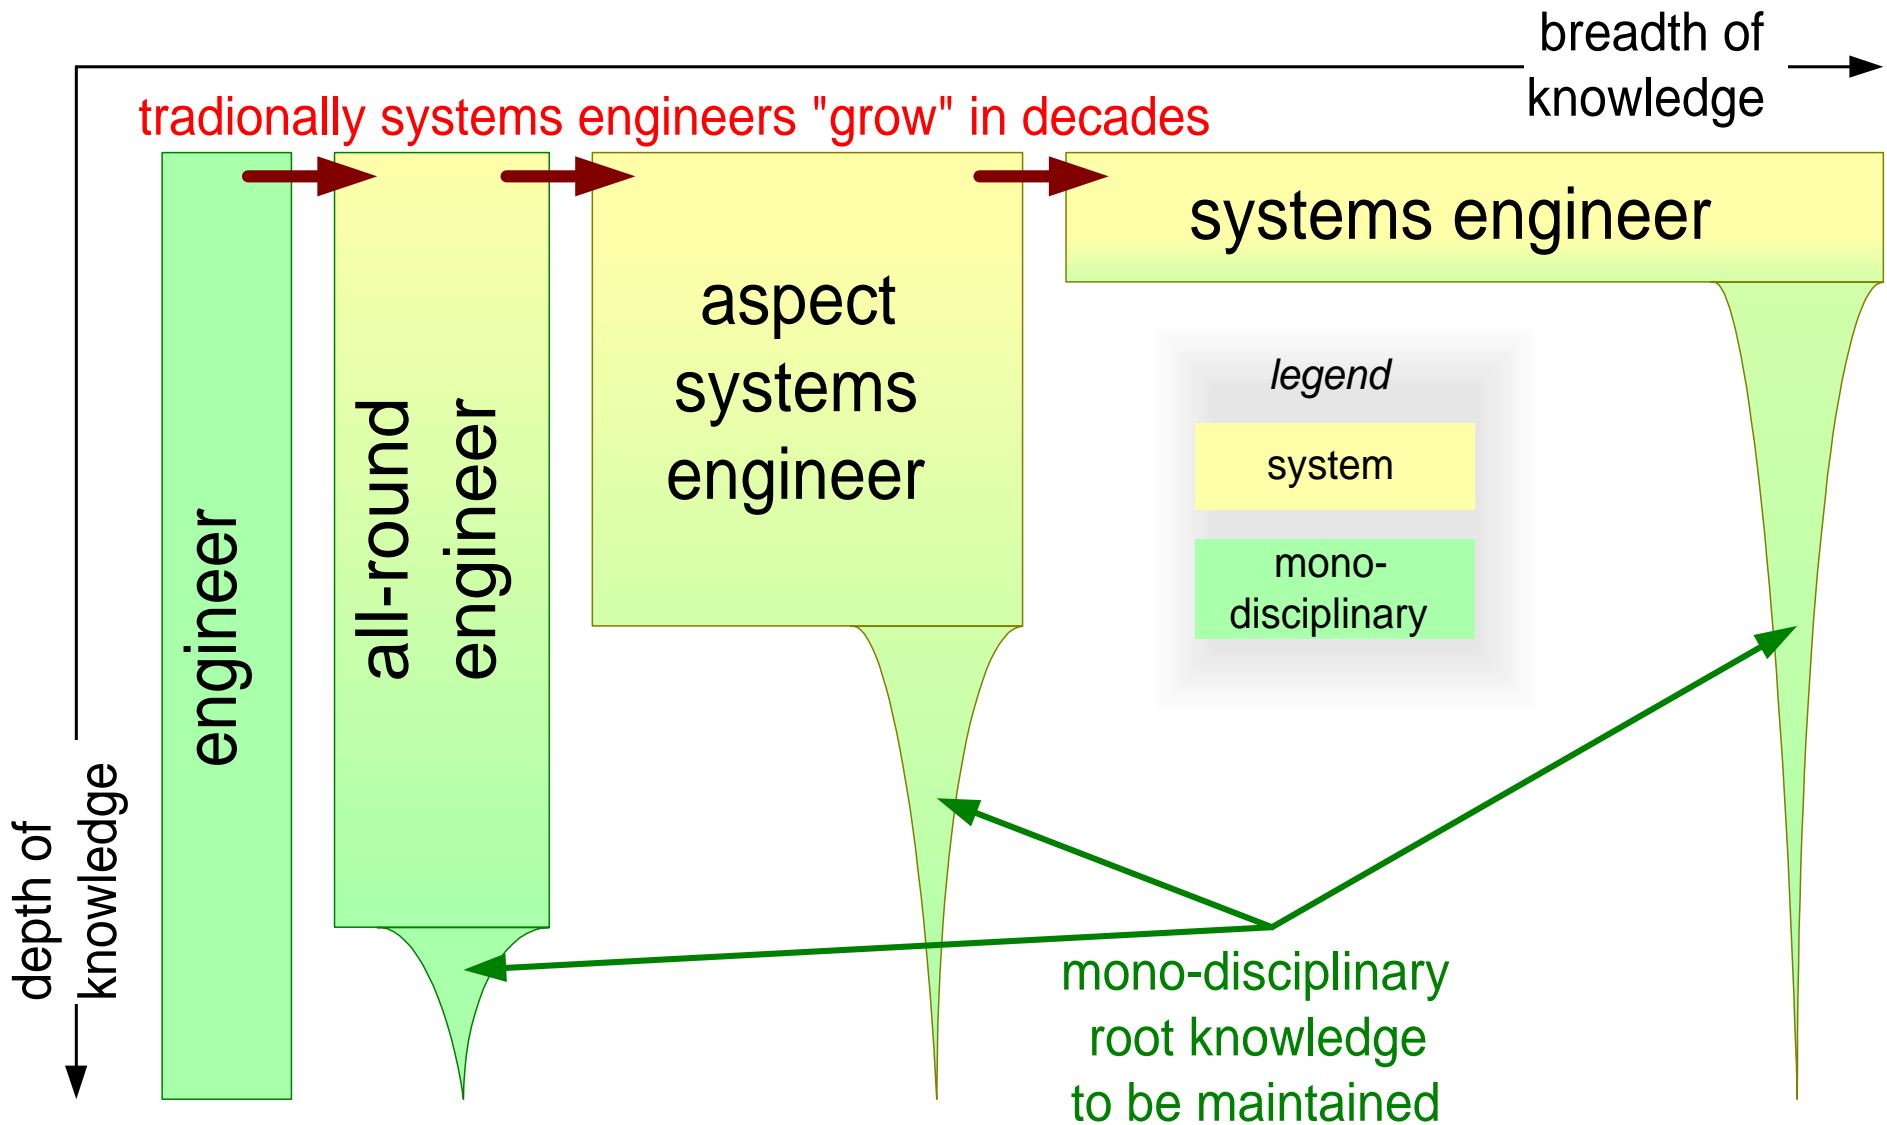 breadth of
knowledge
tradionally systems engineers "grow" in decades
engineer
all-round
engineer
aspect
systems
engineer
systems engineer
legend
system
mono-
disciplinary
depth of
knowledge
mono-disciplinary
root knowledge
to be maintained